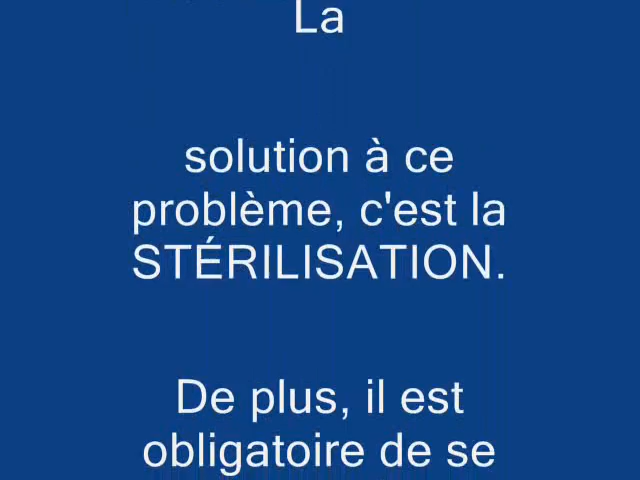 La
solution à ce
problème, c'est la
STÉRILISATION.
De plus, il est
obligatoire de se